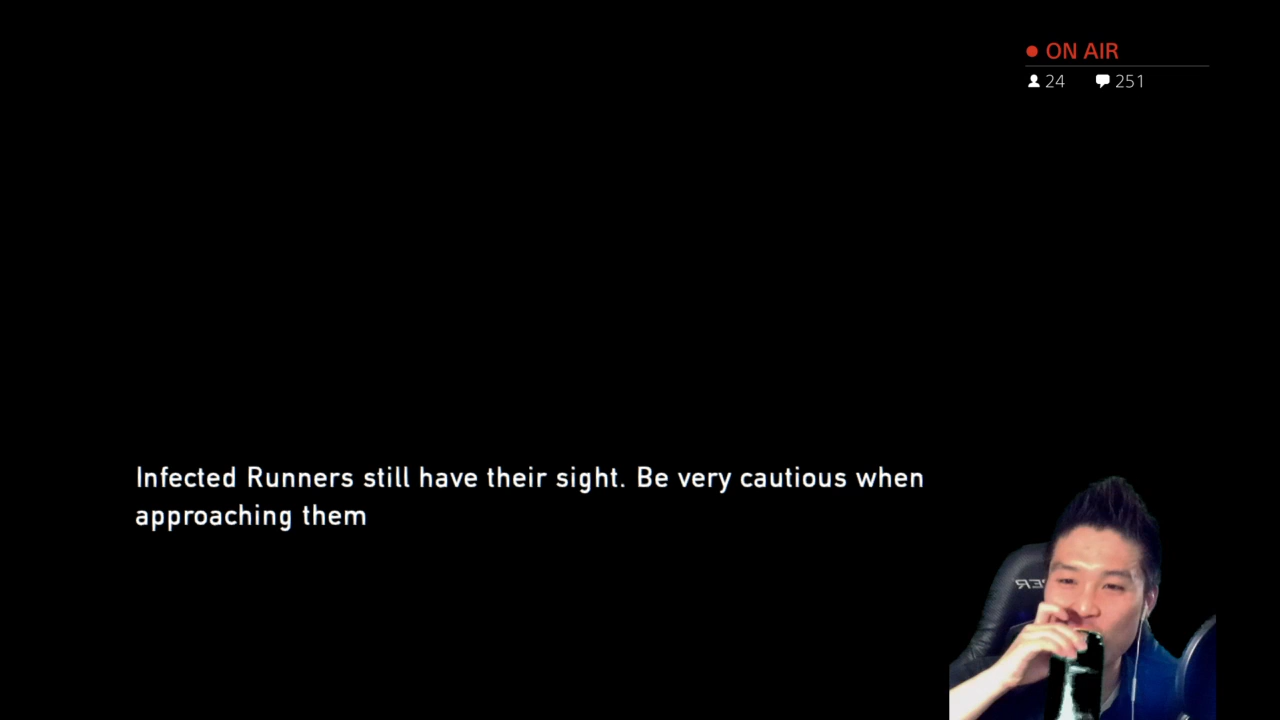 ON AIR
24 251
Infected Runners still have their sight. Be very cautious when
approaching them